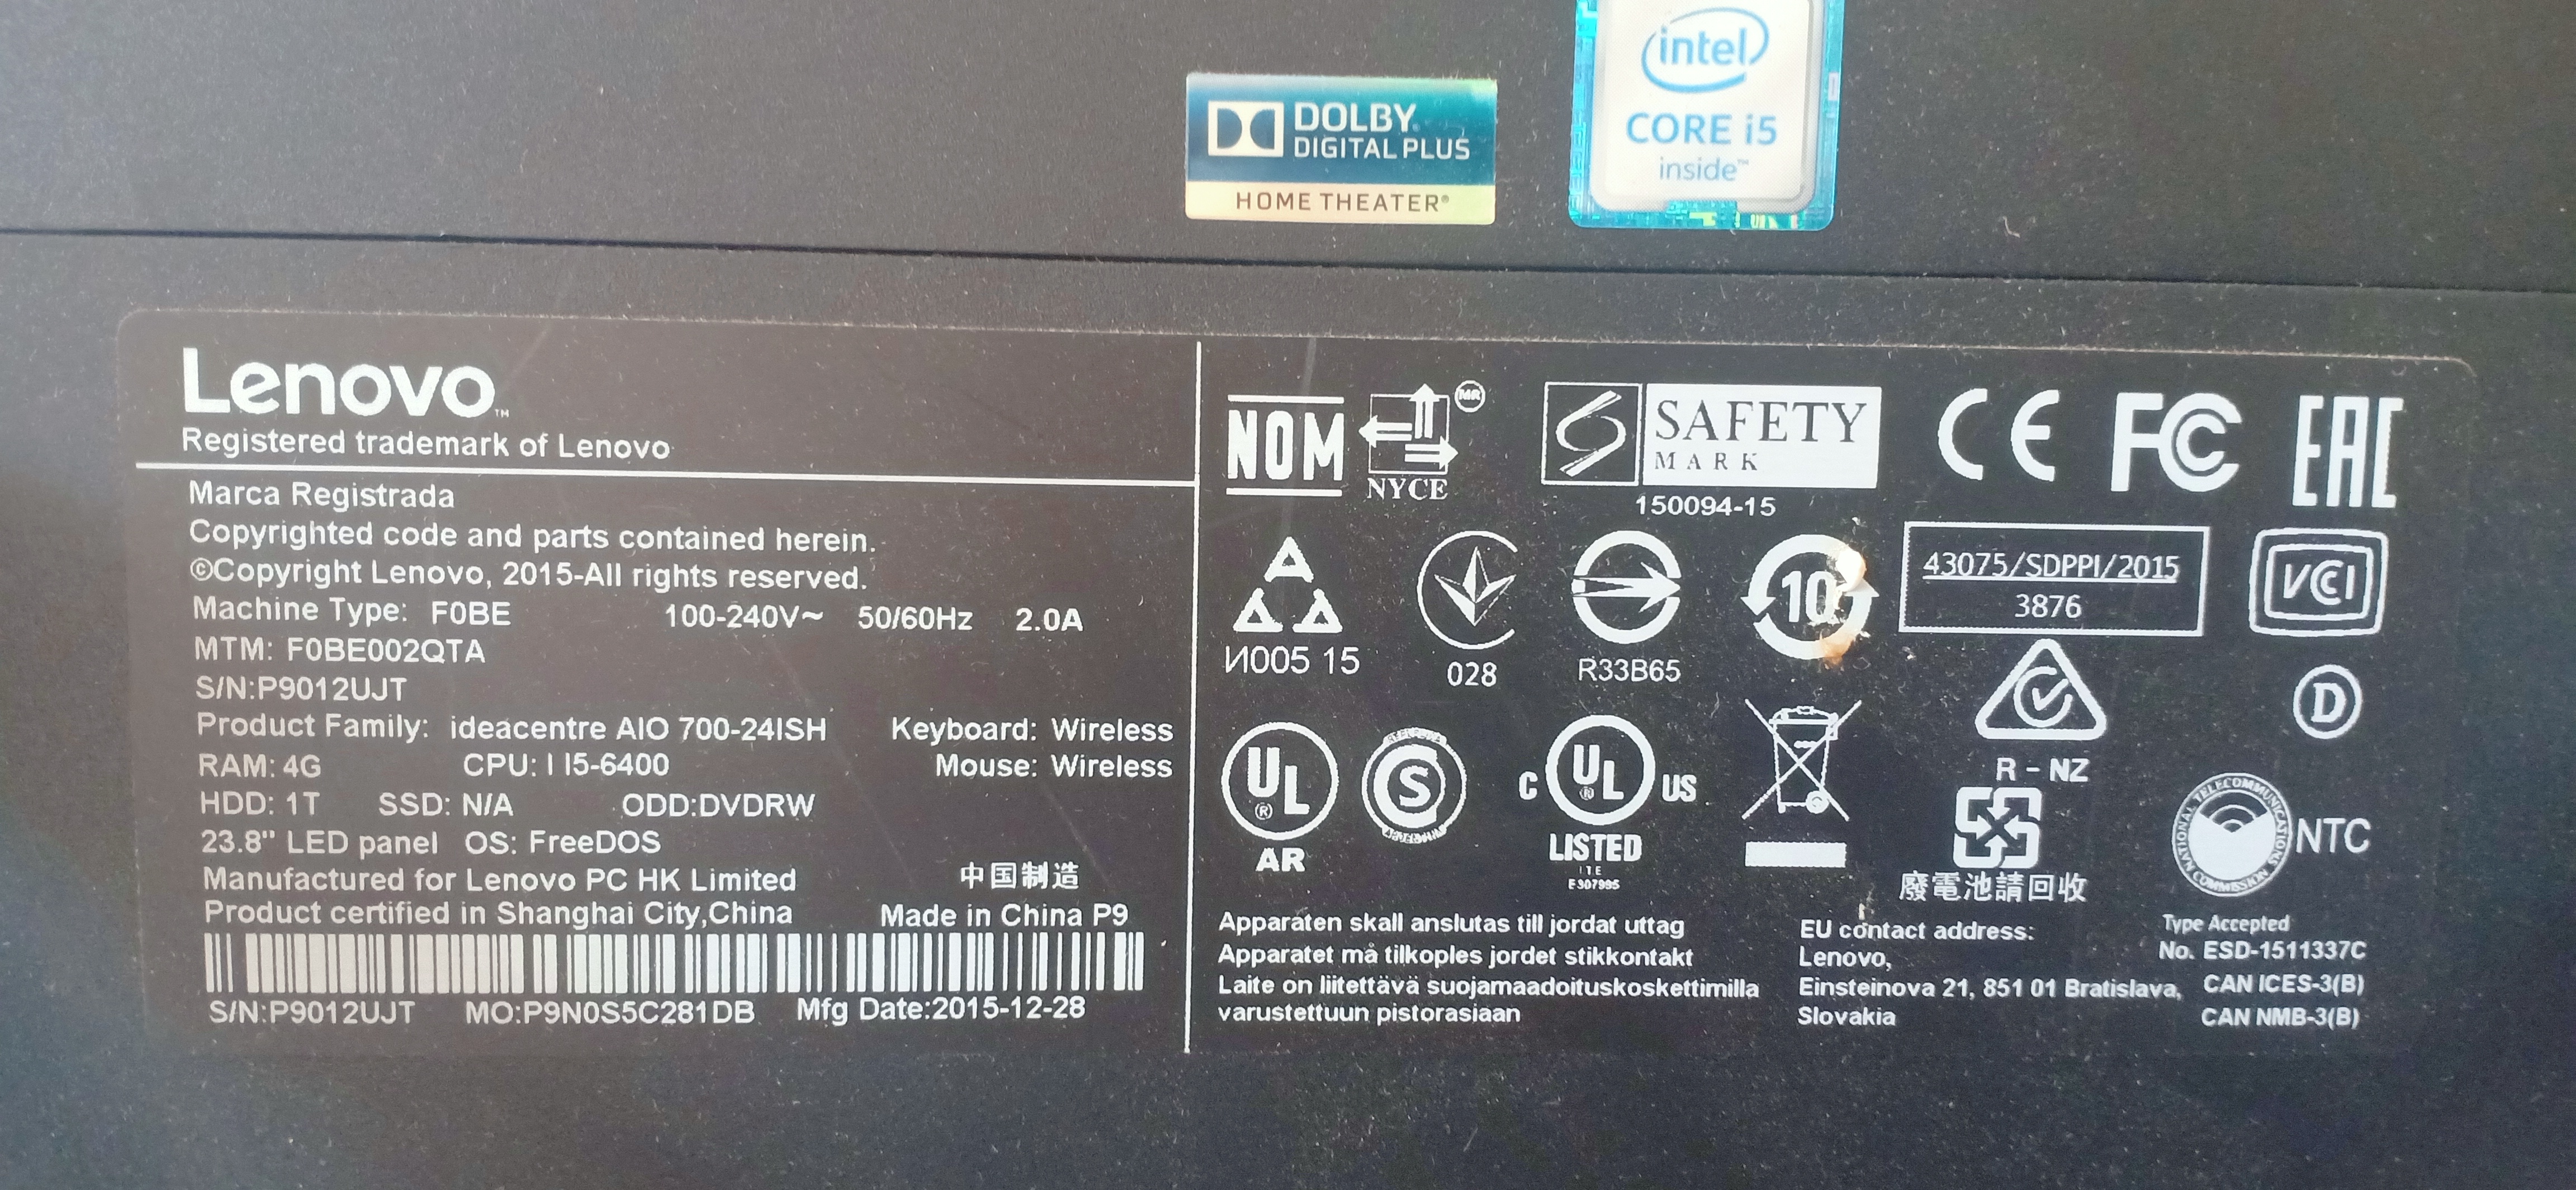 DOLBY
DIGITAL PLUS
HOME THEATER®
intel
CORE i5
inside™
Lenovo™
Registered trademark of Lenovo
Marca Registrada
Copyrighted code and parts contained herein.
©Copyright Lenovo, 2015-All rights reserved.
Machine Type: F0BE 100-240V~ 50/60Hz 2.0A
MTM: F0BE002QTA
S/N:P9012UJT
Product Family: ideacentre AIO 700-24ISH Keyboard: Wireless
RAM: 4G CPU: I I5-6400 Mouse: Wireless
HDD: 1T SSD: N/A ODD:DVDRW
23.8" LED panel OS: FreeDOS
Manufactured for Lenovo PC HK Limited 中国制造
Product certified in Shanghai City,China Made in China P9
S/N:P9012UJT MO:P9N0S5C281DB Mfg Date:2015-12-28
NOM NYCE MR
SAFETY
MARK
150094-15
CE FC EAC
И005 15
028
R33B65
10
43075/SDPPI/2015
3876
VCCI
R-NZ
D
UL®
AR
S
C UL® US
LISTED
ITE
E307995
廢電池請回收
NATIONAL TELECOMMUNICATIONS COMMISSION
NTC
Apparaten skall anslutas till jordat uttag
Apparatet må tilkoples jordet stikkontakt
Laite on liitettävä suojamaadoituskoskettimilla
varustettuun pistorasiaan
EU contact address:
Lenovo,
Einsteinova 21, 851 01 Bratislava,
Slovakia
Type Accepted
No. ESD-1511337C
CAN ICES-3(B)
CAN NMB-3(B)